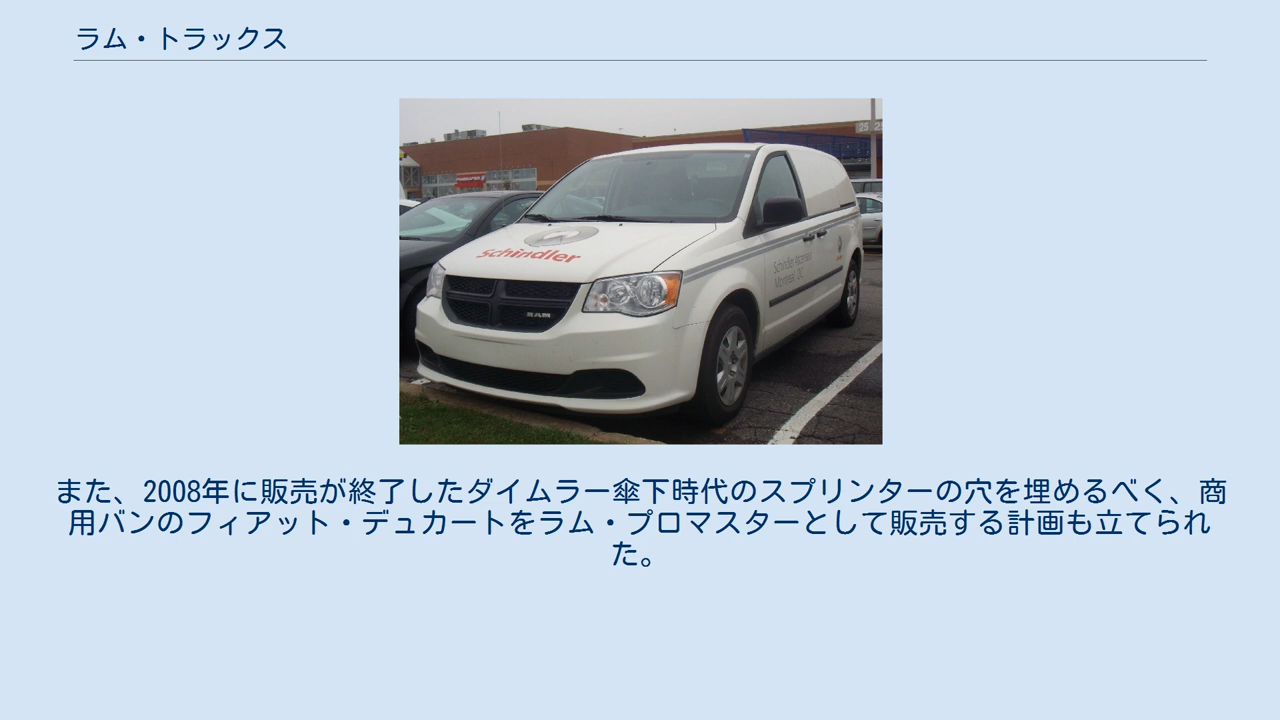 ラム・トラックス
Schindler
RAM
また、2008年に販売が終了したダイムラー傘下時代のスプリンターの穴を埋めるべく、商
用バンのフィアット・デュカートをラム・プロマスターとして販売する計画も立てられ
た。